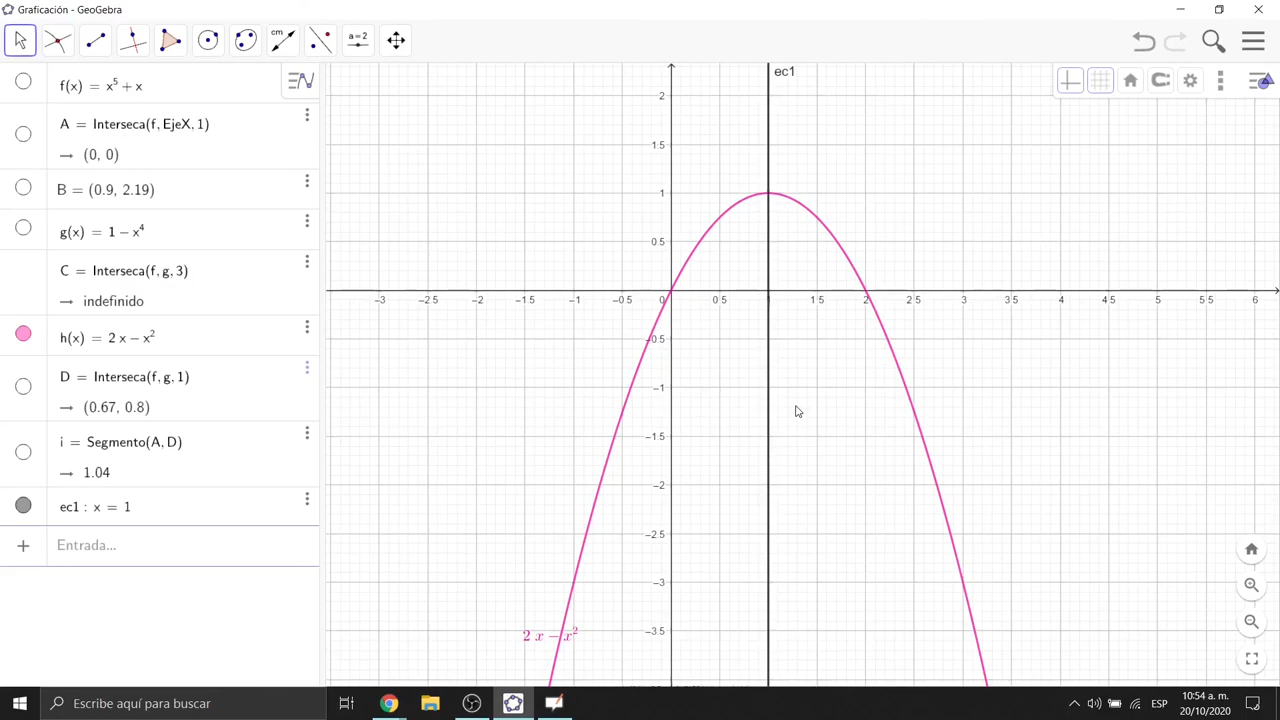 Graficación - GeoGebra
cm
a = 2
f(x) = x⁵ + x
A = Interseca(f, EjeX, 1)
→ (0, 0)
B = (0.9, 2.19)
g(x) = 1 − x⁴
C = Interseca(f, g, 3)
→ indefinido
h(x) = 2 x − x²
D = Interseca(f, g, 1)
→ (0.67, 0.8)
i = Segmento(A, D)
→ 1.04
ec1 : x = 1
+ Entrada...
ec1
2
1.5
1
0.5
−3 −2.5 −2 −1.5 −1 −0.5 0 0.5 1 1.5 2 2.5 3 3.5 4 4.5 5 5.5 6
−0.5
−1
−1.5
−2
−2.5
−3
−3.5
2 x − x²
Escribe aquí para buscar
ESP
10:54 a. m.
20/10/2020